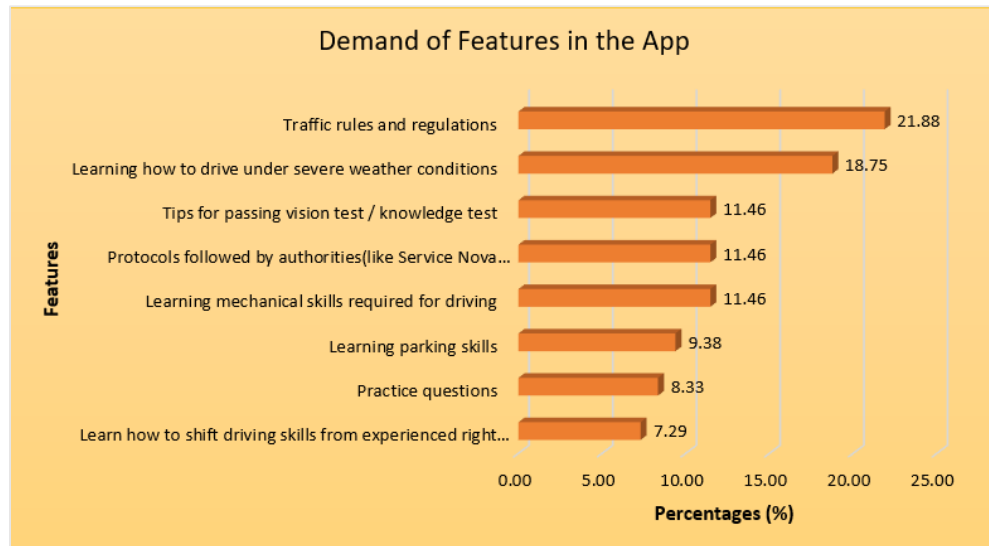 Demand of Features in the App
Traffic rules and regulations 21.88
Learning how to drive under severe weather conditions 18.75
Tips for passing vision test / knowledge test 11.46
Protocols followed by authorities(like Service Nova... 11.46
Learning mechanical skills required for driving 11.46
Learning parking skills 9.38
Practice questions 8.33
Learn how to shift driving skills from experienced right... 7.29
Features
0.00 5.00 10.00 15.00 20.00 25.00
Percentages (%)